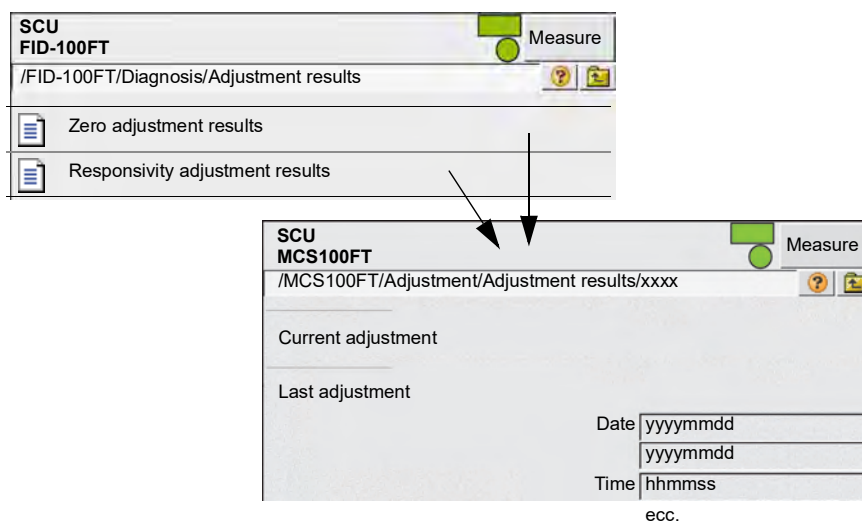 SCU
FID-100FT
Measure
/FID-100FT/Diagnosis/Adjustment results
?
Zero adjustment results
Responsivity adjustment results
SCU
MCS100FT
Measure
/MCS100FT/Adjustment/Adjustment results/xxxx
?
Current adjustment
Last adjustment
Date yyyymmdd
yyyymmdd
Time hhmmss
ecc.